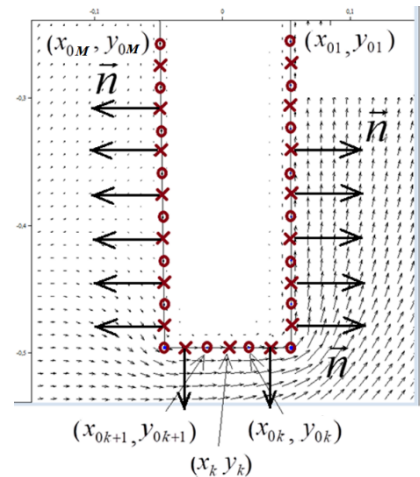 -0,1 0,1
(x₀M, y₀M) (x₀₁, y₀₁)
n⃗
-0,3
n⃗
-0,4
-0,5
n⃗
(x₀k+1, y₀k+1) (x₀k, y₀k)
(xk yk)